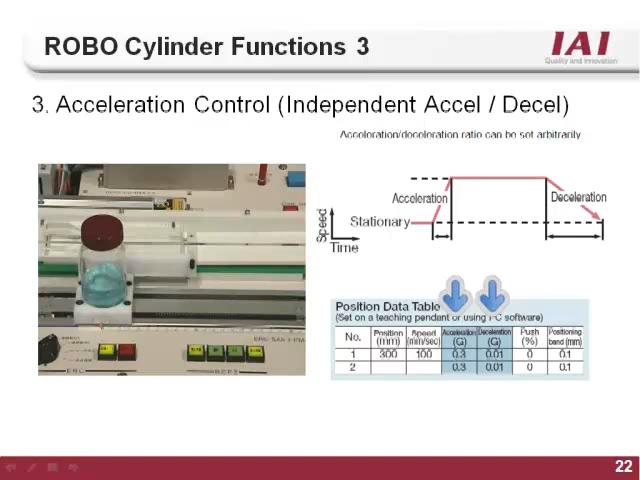 ROBO Cylinder Functions 3
IAI
Quality and Innovation
3. Acceleration Control (Independent Accel / Decel)
Acceleration/deceleration ratio can be set arbitrarily.
Acceleration
Deceleration
Stationary
Speed
Time
Position Data Table
(Set on a teaching pendant or using PC software)
No. Position (mm) Speed (mm/sec) Acceleration (G) Deceleration (G) Push (%) Positioning band (mm)
1 300 100 0.3 0.01 0 0.1
2 0.3 0.01 0 0.1
22